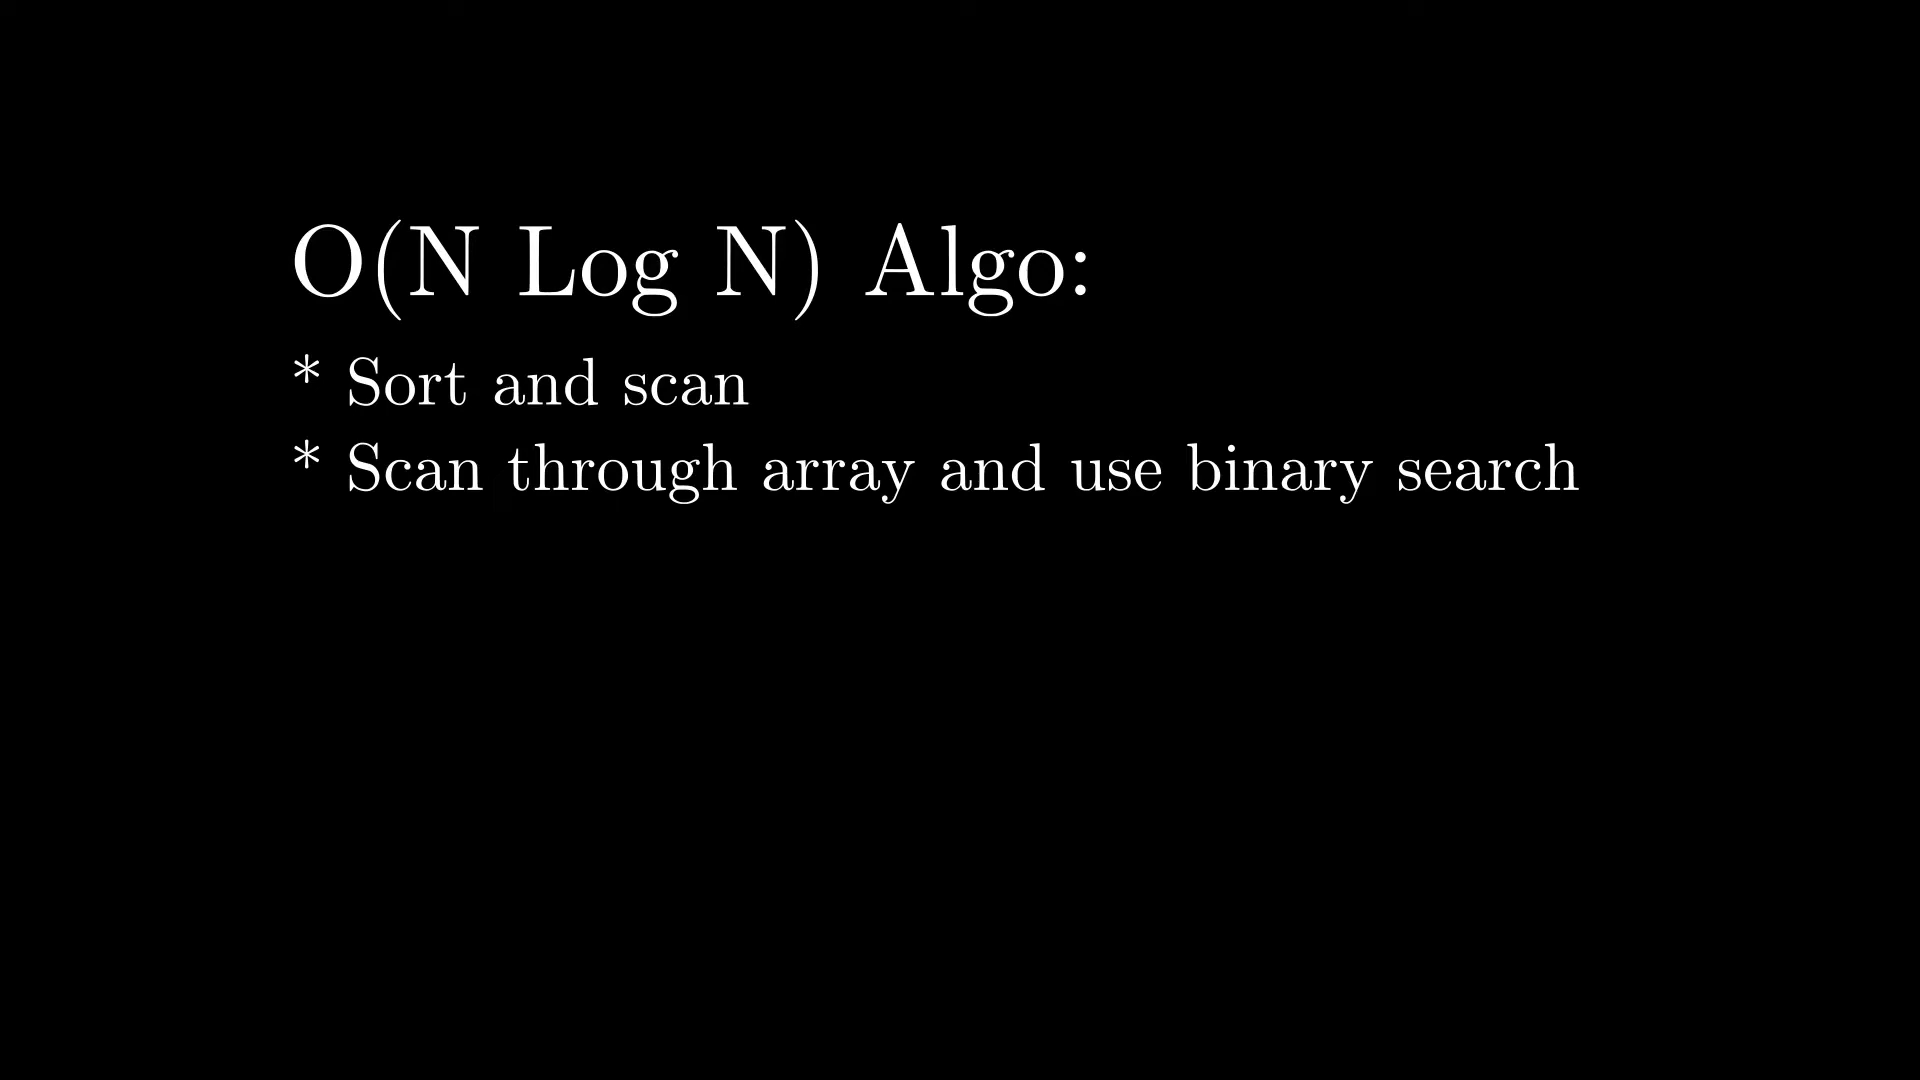 O(N Log N) Algo:
* Sort and scan
* Scan through array and use binary search